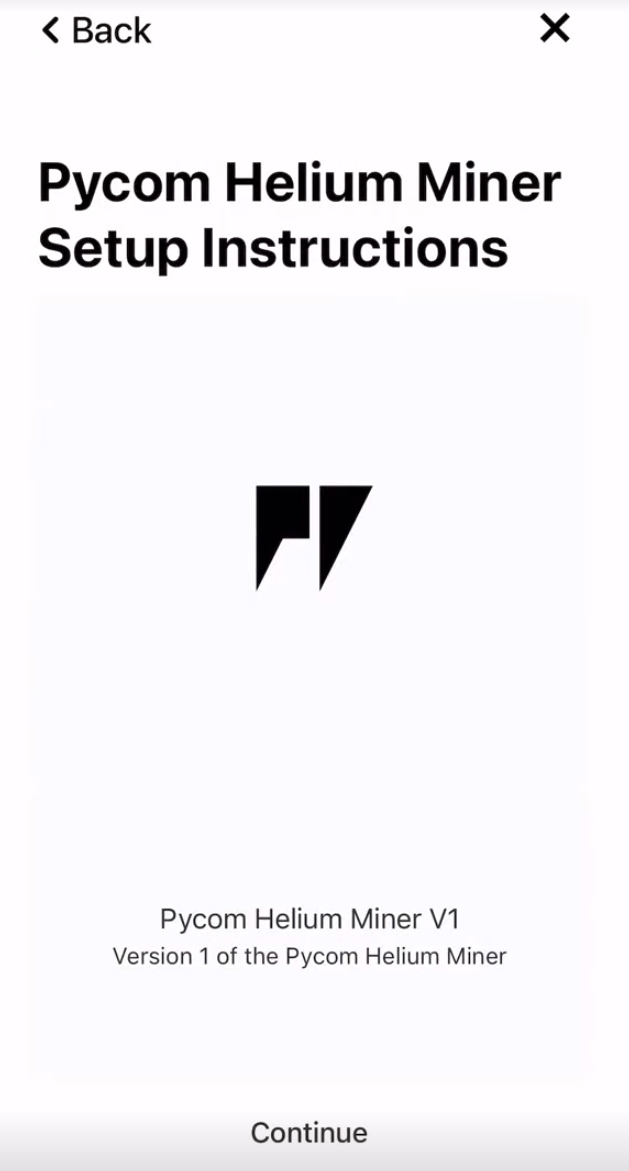 Back
Pycom Helium Miner
Setup Instructions
Pycom Helium Miner V1
Version 1 of the Pycom Helium Miner
Continue